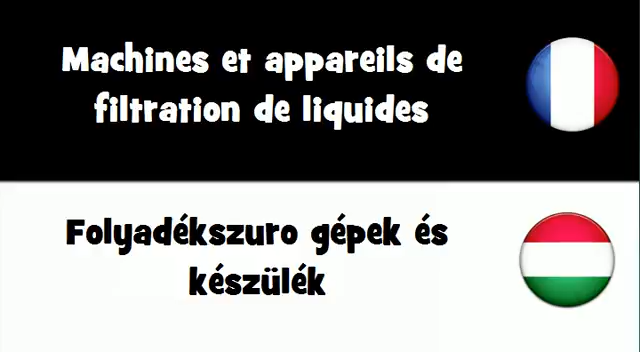 Machines et appareils de
filtration de liquides
Folyadékszuro gépek és
készülék